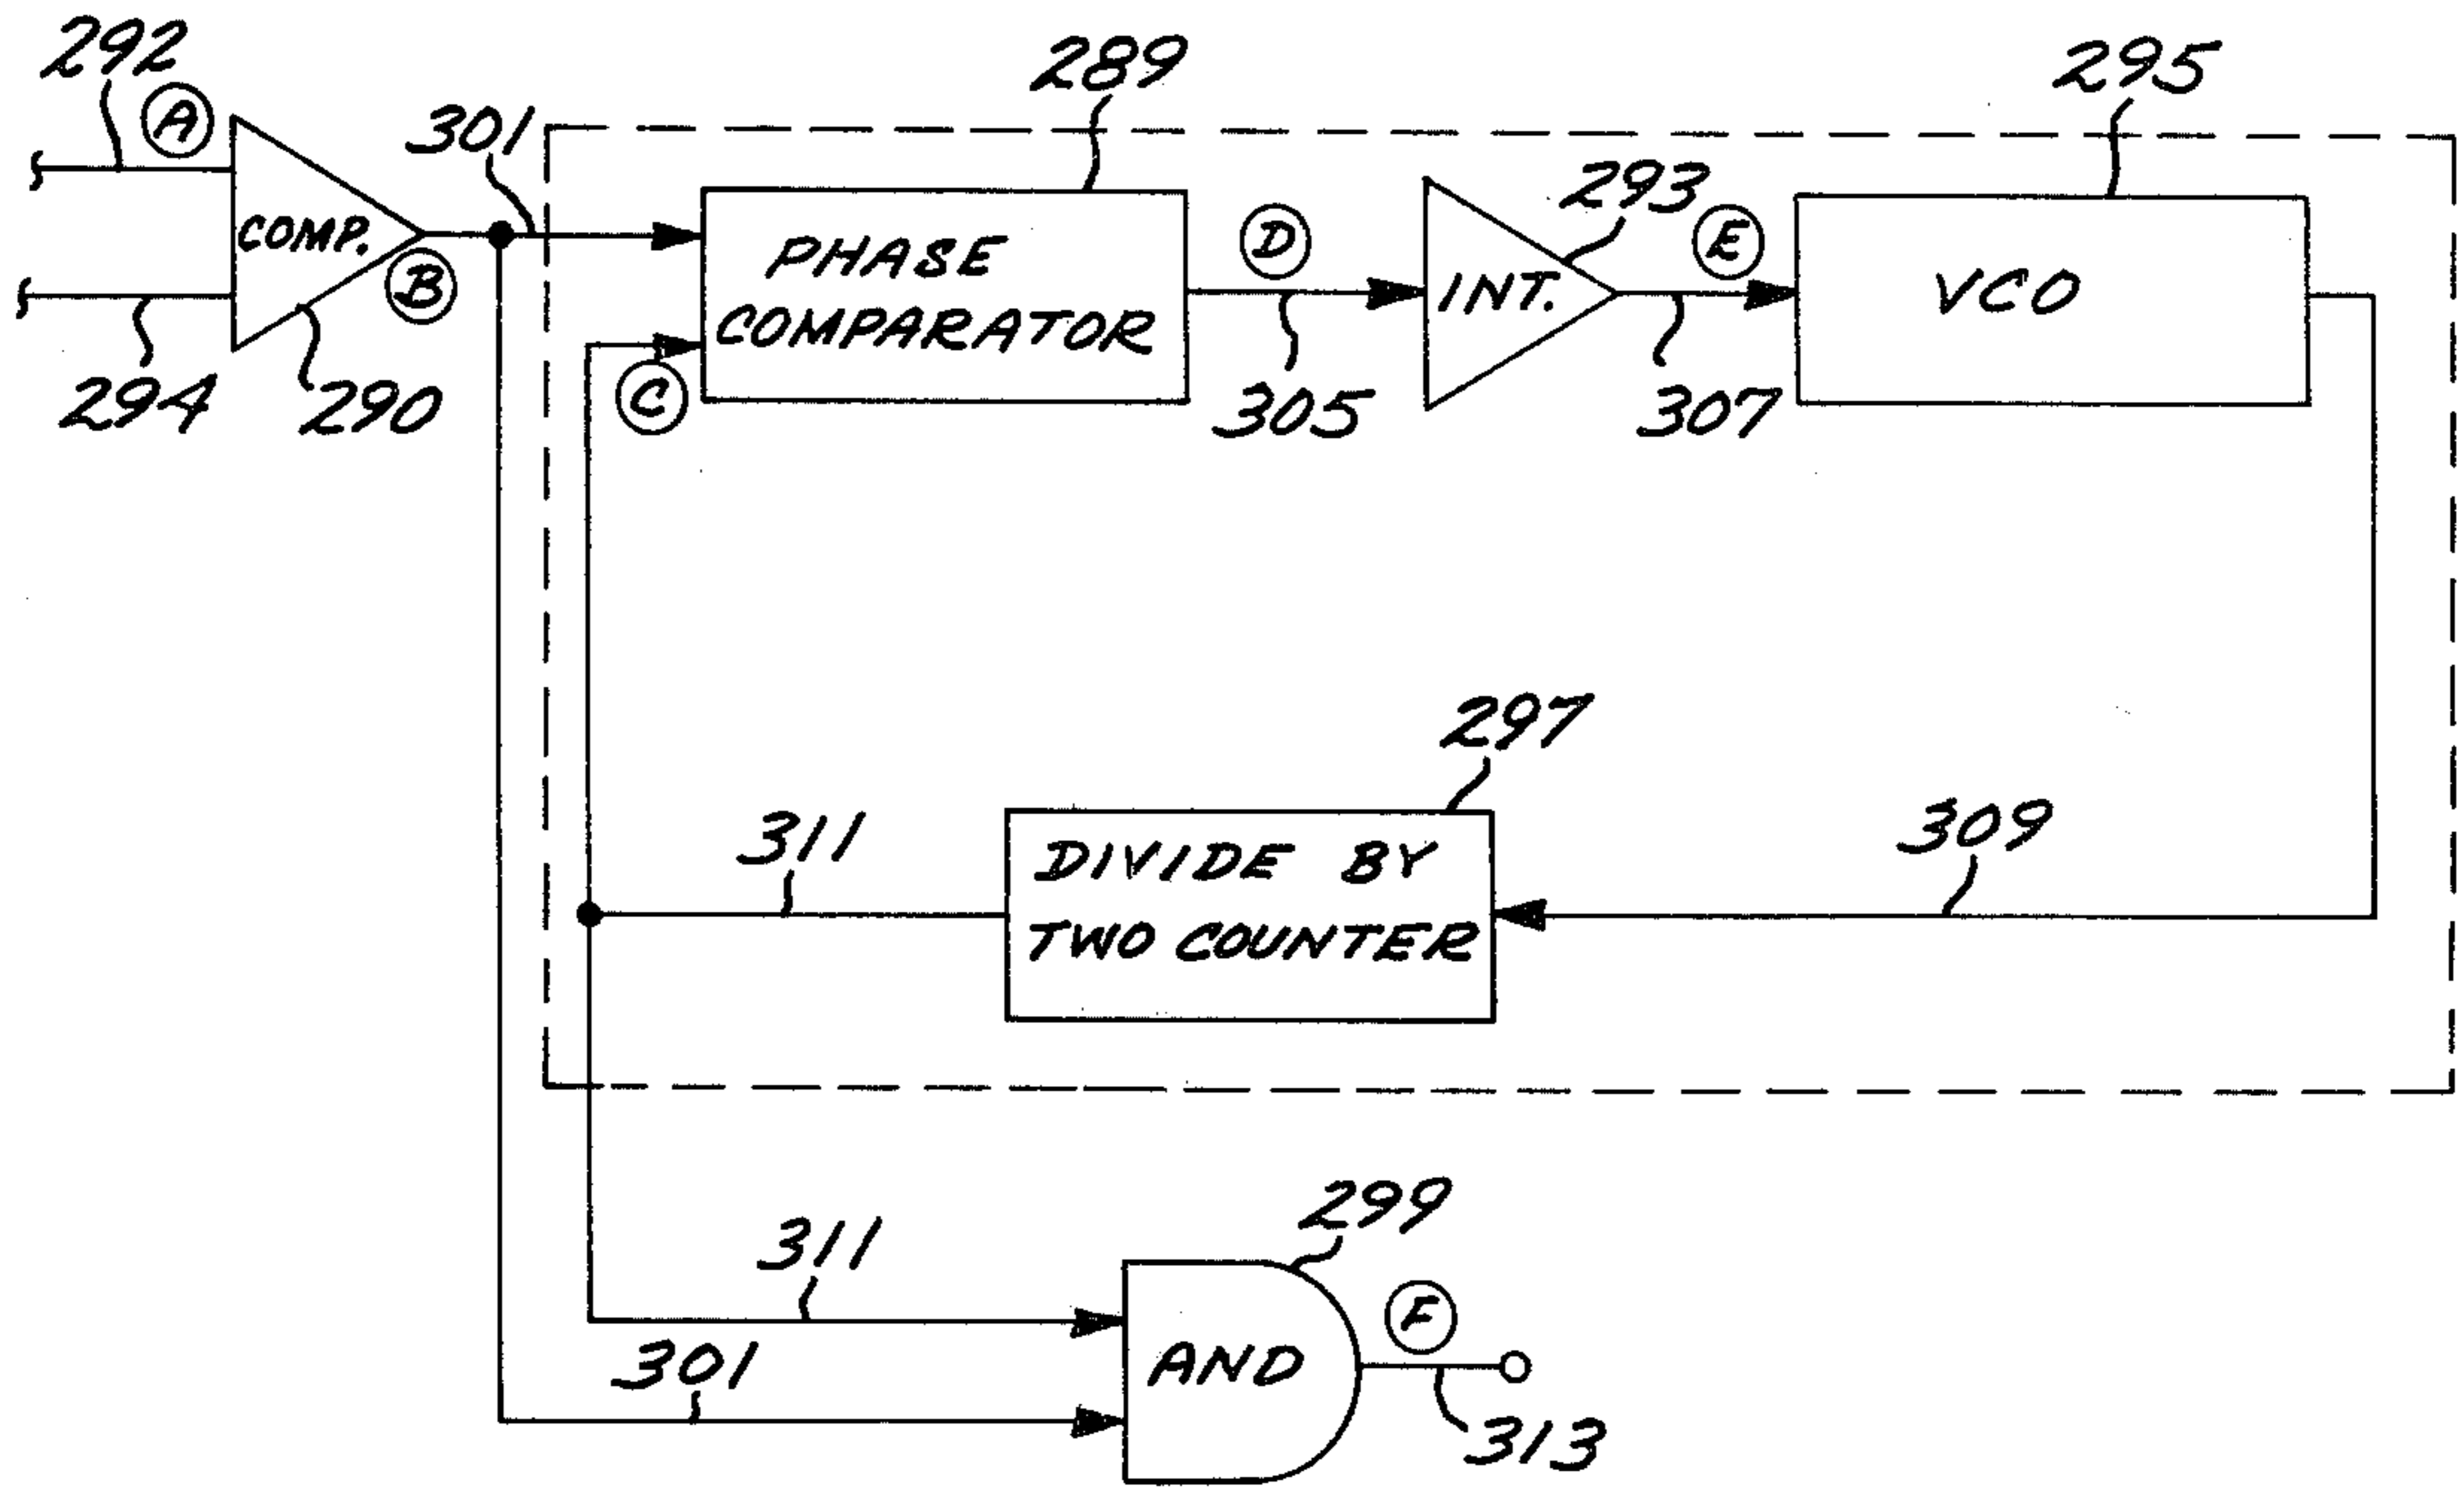 292
A
289
295
301
COMP.
B
PHASE
COMPARATOR
C
D
INT.
293
E
VCO
294
290
305
307
297
311
DIVIDE BY
TWO COUNTER
309
299
311
301
AND
F
313